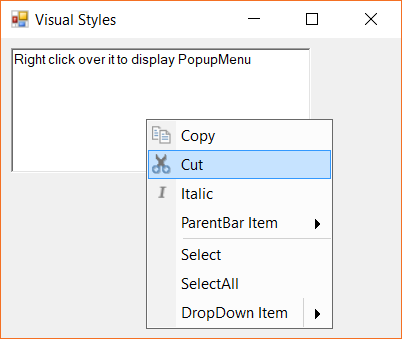 Visual Styles
Right click over it to display PopupMenu
Copy
Cut
Italic
ParentBar Item
Select
SelectAll
DropDown Item